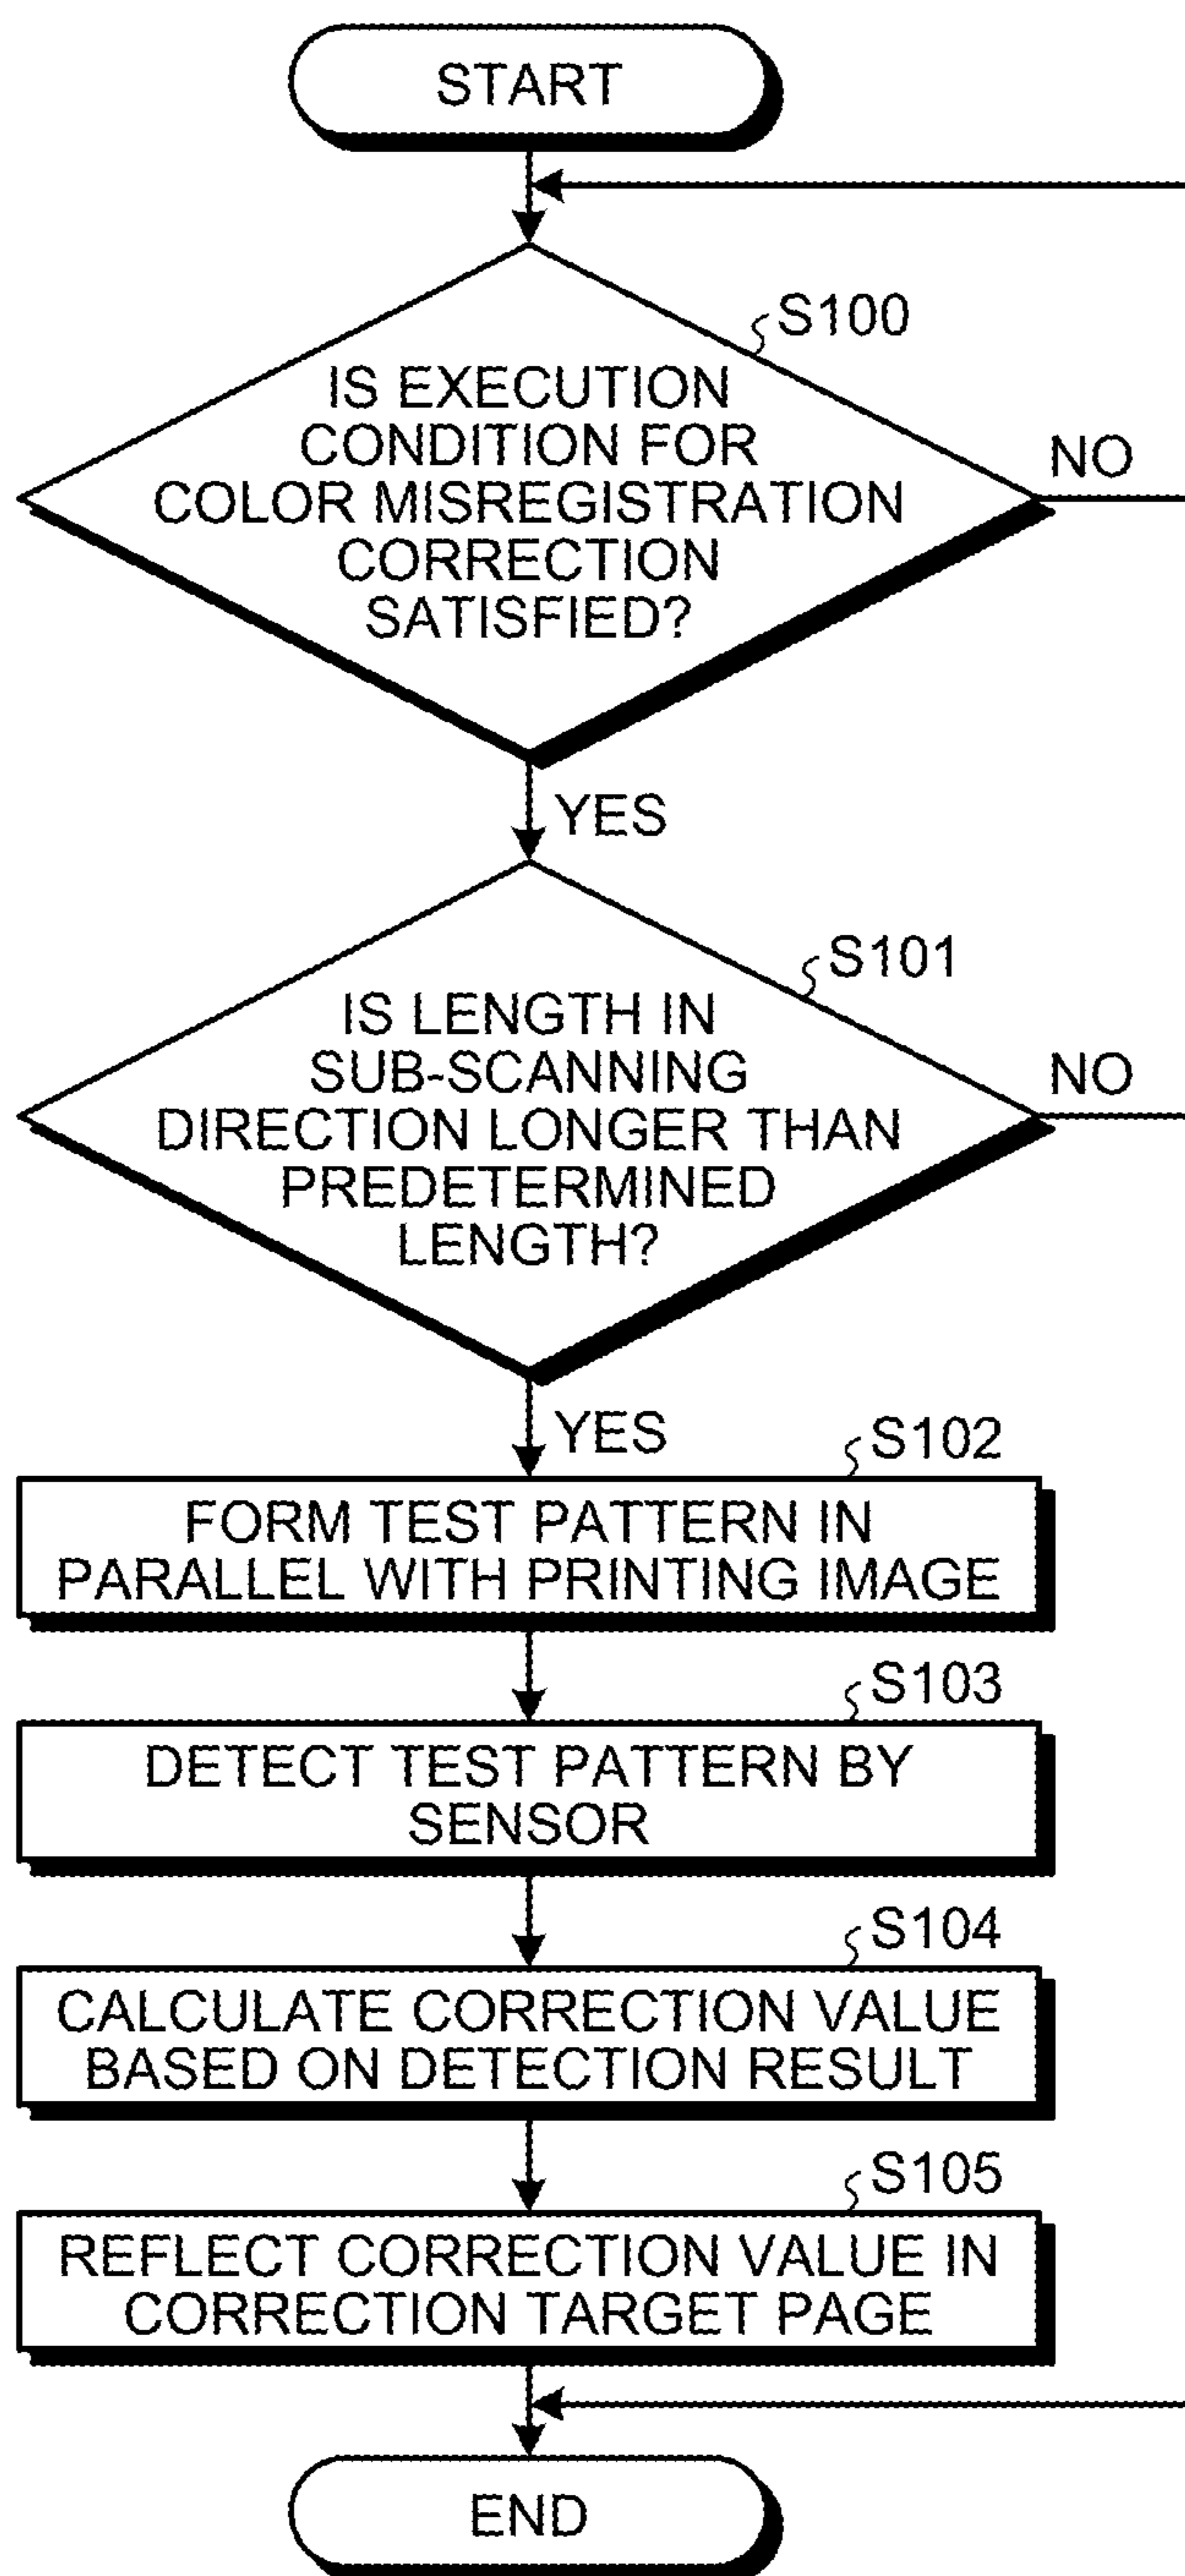 START
S100
IS EXECUTION
CONDITION FOR
COLOR MISREGISTRATION
CORRECTION
SATISFIED?
NO
YES
S101
IS LENGTH IN
SUB-SCANNING
DIRECTION LONGER THAN
PREDETERMINED
LENGTH?
NO
YES
S102
FORM TEST PATTERN IN
PARALLEL WITH PRINTING IMAGE
S103
DETECT TEST PATTERN BY
SENSOR
S104
CALCULATE CORRECTION VALUE
BASED ON DETECTION RESULT
S105
REFLECT CORRECTION VALUE IN
CORRECTION TARGET PAGE
END